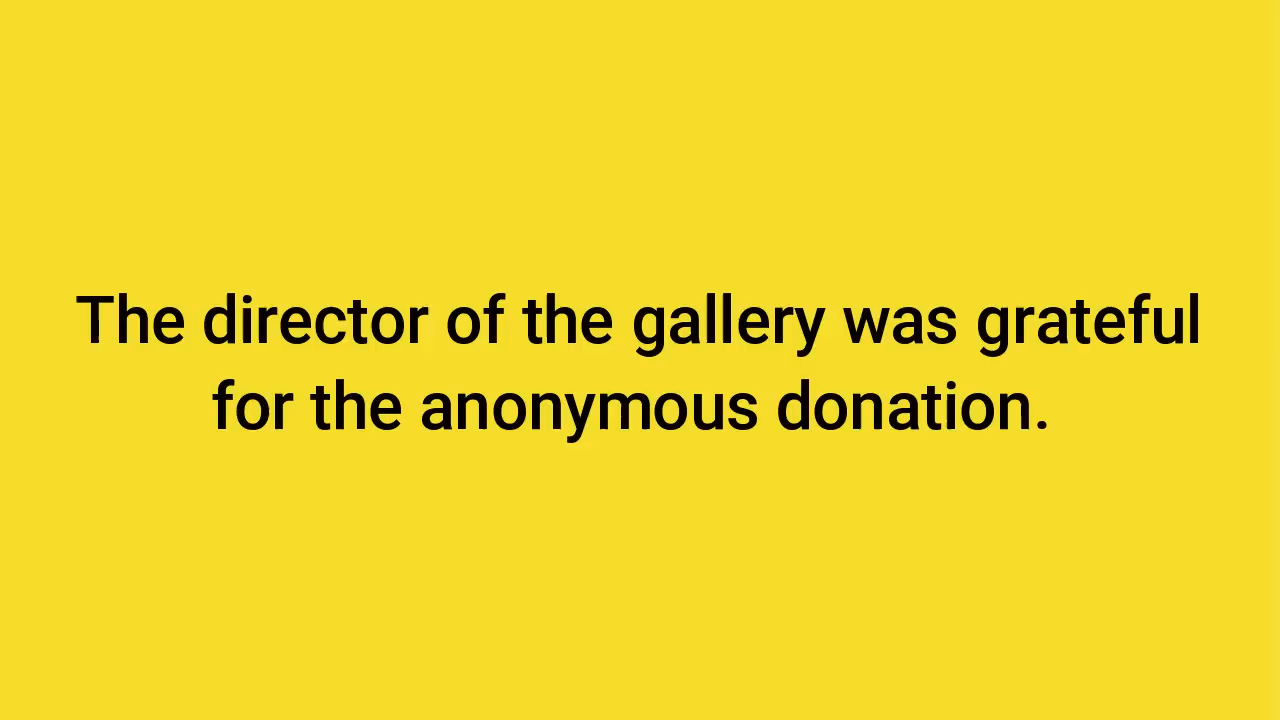 The director of the gallery was grateful
for the anonymous donation.